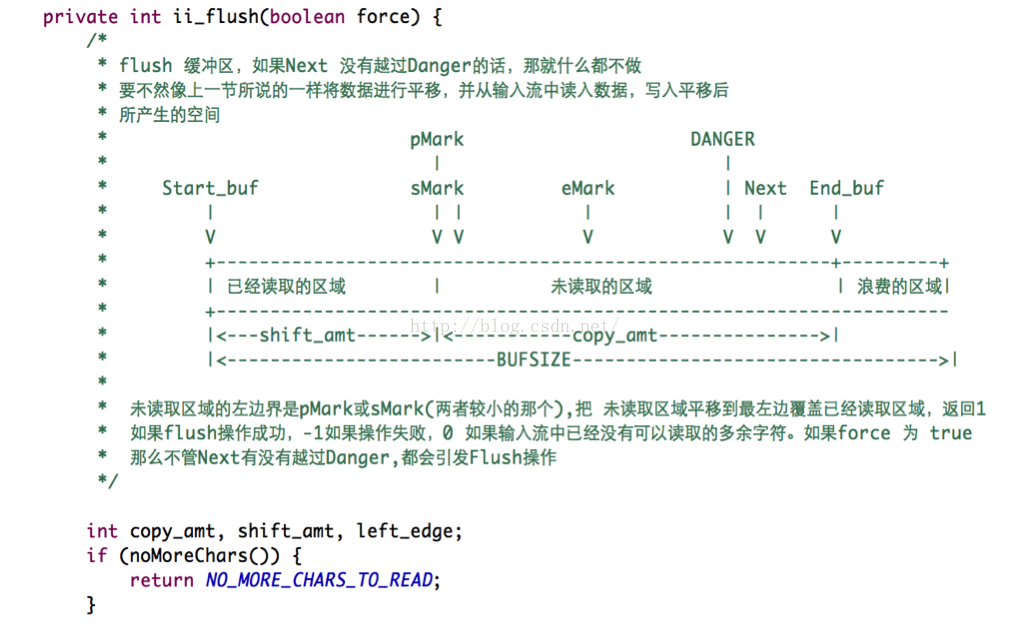 private int ii_flush(boolean force) {
/*
* flush 缓冲区，如果Next 没有越过Danger的话，那就什么都不做
* 要不然像上一节所说的一样将数据进行平移，并从输入流中读入数据，写入平移后
* 所产生的空间
* pMark DANGER
* | |
* Start_buf sMark eMark | Next End_buf
* | | | | | | |
* V V V V V V V
* +---------------------------------------------------------+---------+
* | 已经读取的区域 | 未读取的区域 | 浪费的区域|
* +--------------------------------------------------------------------
* |<---shift_amt------>|<-----------copy_amt--------------->|
* |<-------------------------BUFSIZE------------------------------->|
*
* 未读取区域的左边界是pMark或sMark(两者较小的那个),把 未读取区域平移到最左边覆盖已经读取区域，返回1
* 如果flush操作成功，-1如果操作失败，0 如果输入流中已经没有可以读取的多余字符。如果force 为 true
* 那么不管Next有没有越过Danger,都会引发Flush操作
*/
int copy_amt, shift_amt, left_edge;
if (noMoreChars()) {
return NO_MORE_CHARS_TO_READ;
}
http://blog.csdn.net/